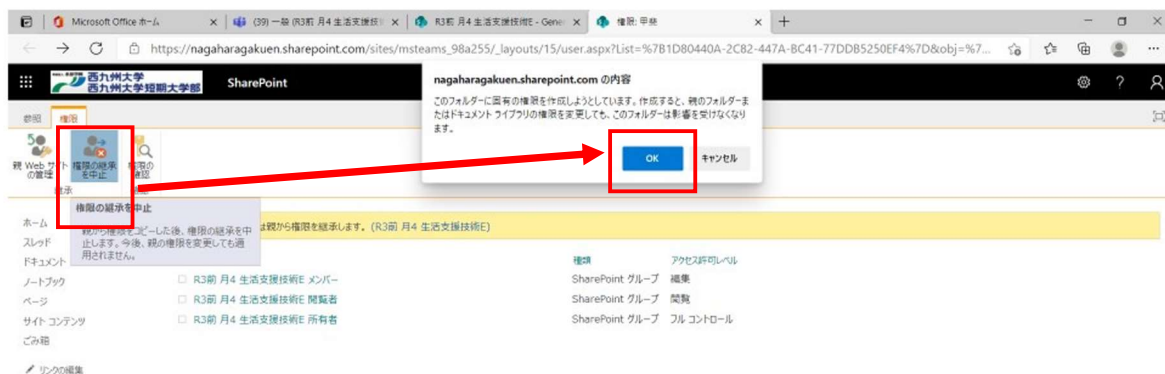 Microsoft Office ホーム
(39) 一般 (R3前 月4 生活支援技
R3前 月4 生活支援技術E - Gener
権限: 甲斐
https://nagaharagakuen.sharepoint.com/sites/msteams_98a255/_layouts/15/user.aspx?List=%7B1D80440A-2C82-447A-BC41-77DDB5250EF4%7D&obj=%7...
西九州大学
西九州大学短期大学部
SharePoint
nagaharagakuen.sharepoint.com の内容
このフォルダーに固有の権限を作成しようとしています。作成すると、親のフォルダーま
たはドキュメント ライブラリの権限を変更しても、このフォルダーは影響を受けなくなり
ます。
OK
キャンセル
参照
権限
親 Web サイト
の管理
権限の継承
を中止
権限の
確認
継承
権限の継承を中止
親から権限をコピーした後、権限の継承を中
止します。今後、親の権限を変更しても適
用されません。
は親から権限を継承します。(R3前 月4 生活支援技術E)
ホーム
スレッド
ドキュメント
ノートブック
ページ
サイト コンテンツ
ごみ箱
リンクの編集
種類
アクセス許可レベル
R3前 月4 生活支援技術E メンバー
SharePoint グループ
編集
R3前 月4 生活支援技術E 閲覧者
SharePoint グループ
閲覧
R3前 月4 生活支援技術E 所有者
SharePoint グループ
フル コントロール